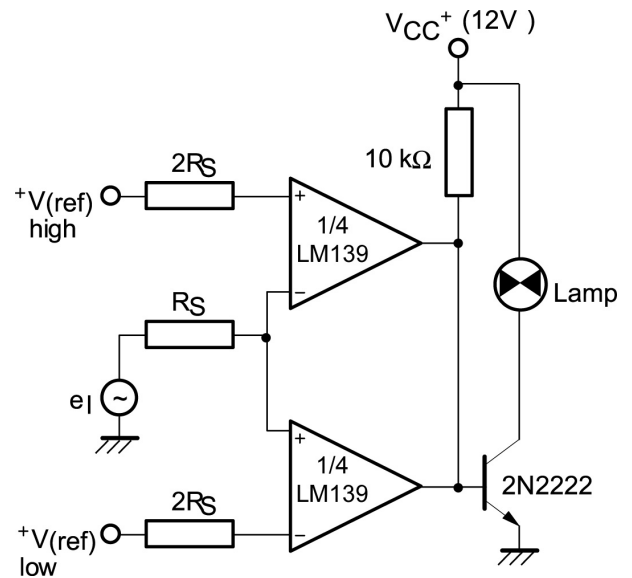 VCC+ (12V )
10 kΩ
2RS
+V(ref)
high
+
1/4
LM139
−
Lamp
RS
eI
~
+
1/4
LM139
−
2N2222
2RS
+V(ref)
low